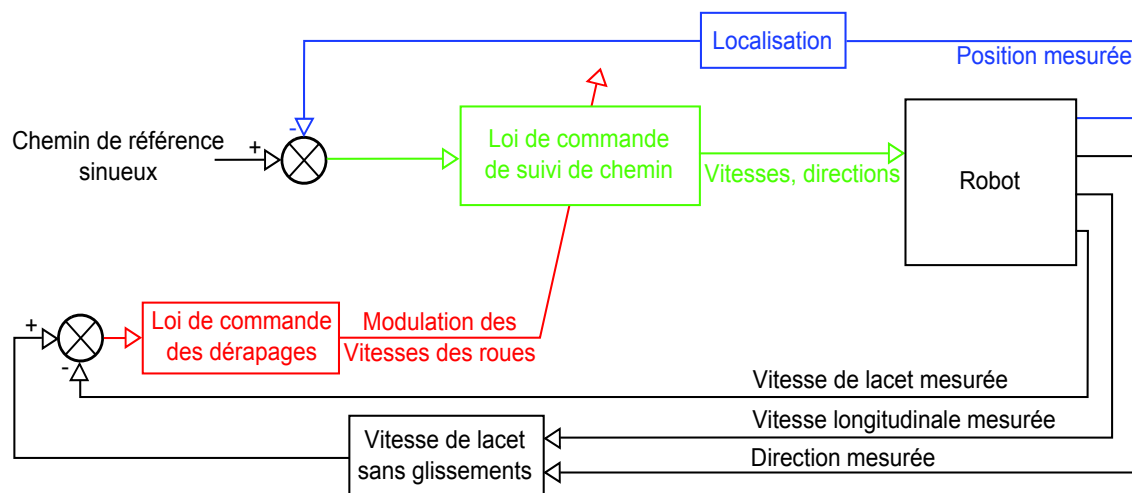 Localisation
Position mesurée
-
Chemin de référence
sinueux
+
Loi de commande
de suivi de chemin
Vitesses, directions
Robot
+
-
Loi de commande
des dérapages
Modulation des
Vitesses des roues
Vitesse de lacet mesurée
Vitesse longitudinale mesurée
Vitesse de lacet
sans glissements
Direction mesurée